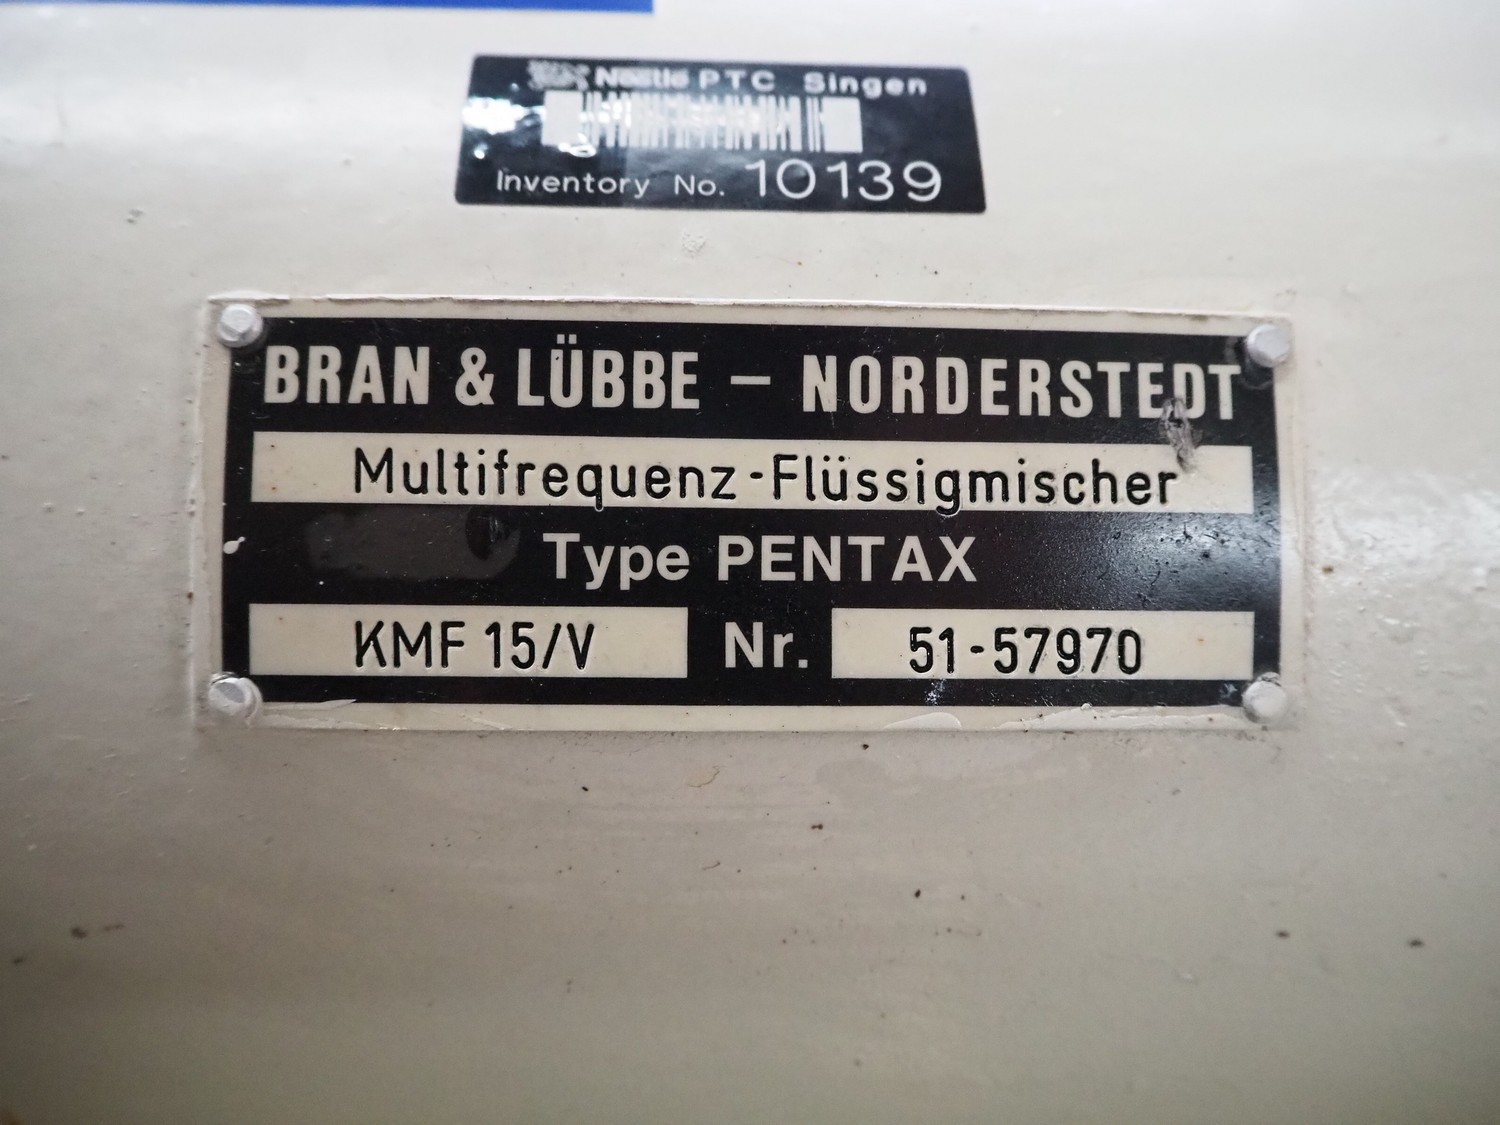 Nestlé PTC Singen
Inventory No. 10139
BRAN & LÜBBE – NORDERSTEDT
Multifrequenz-Flüssigmischer
Type PENTAX
KMF 15/V Nr. 51-57970